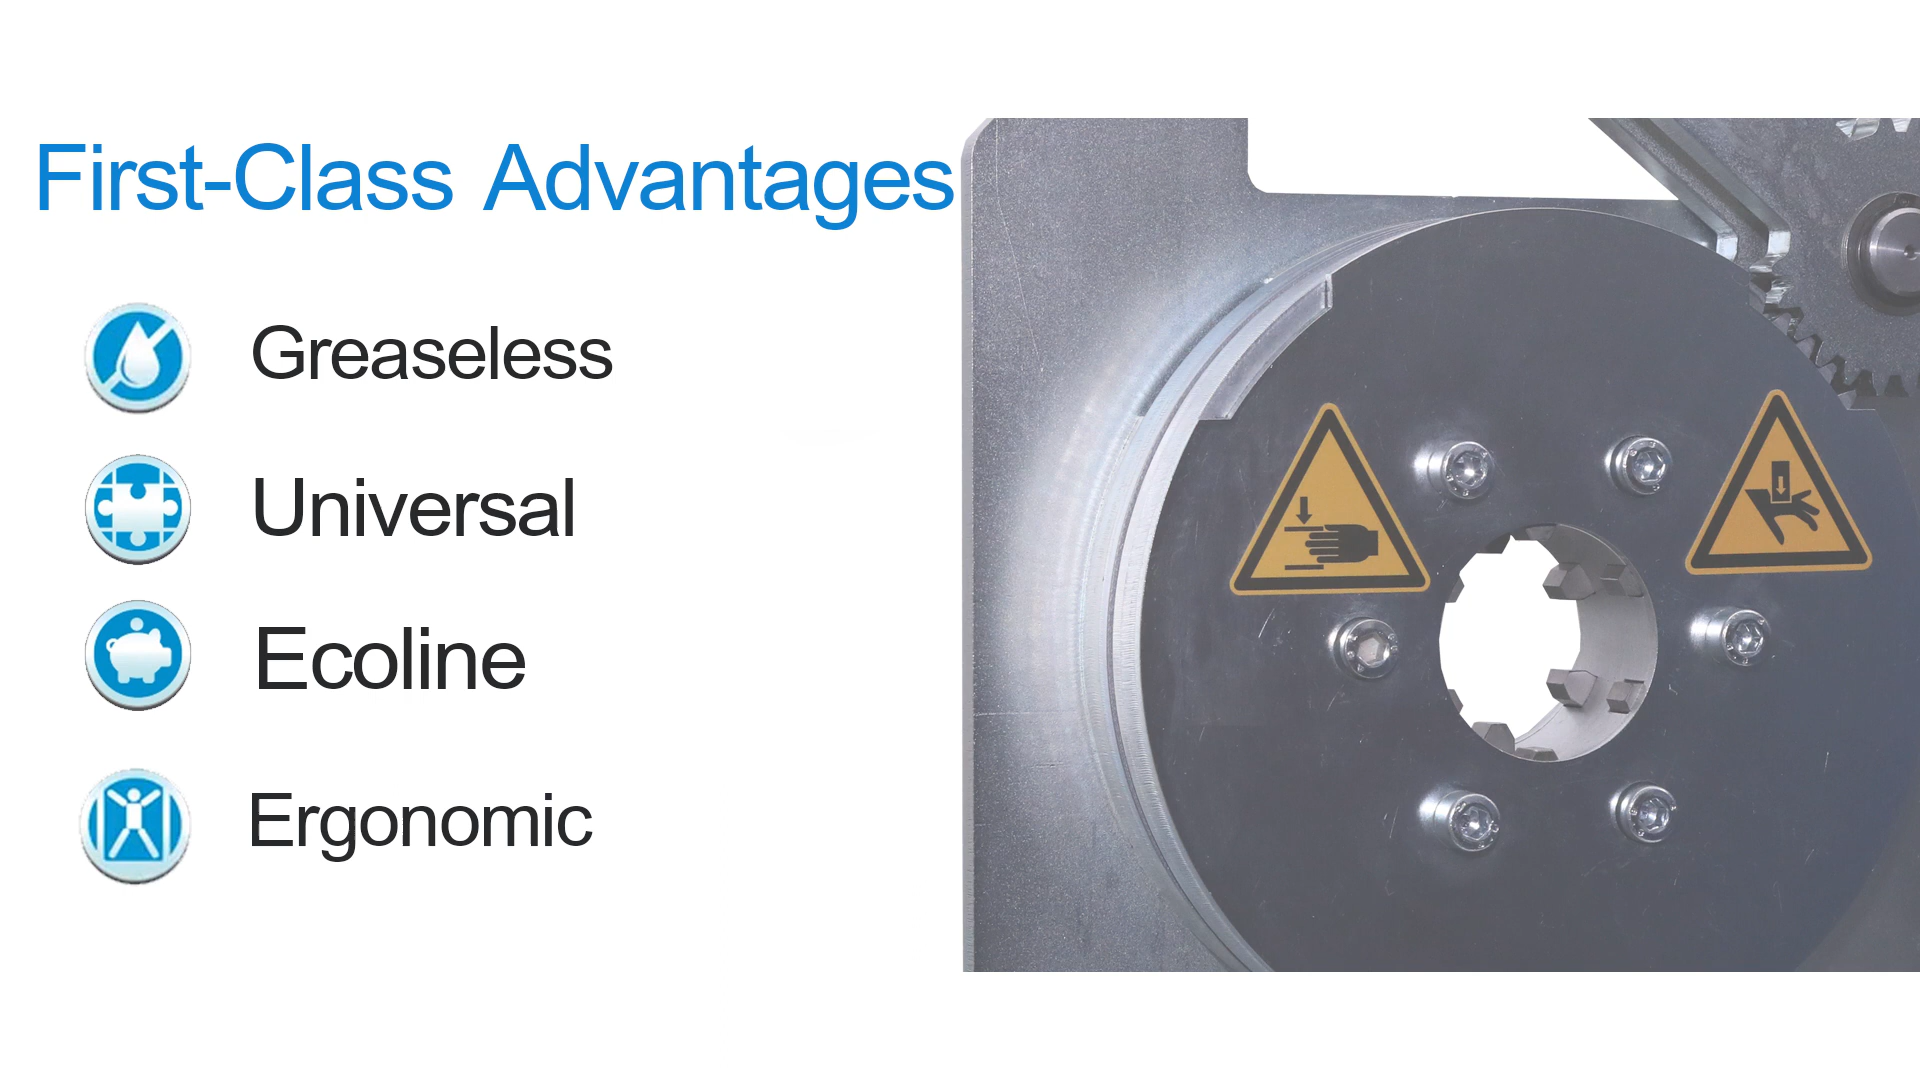 First-Class Advantages
Greaseless
Universal
Ecoline
Ergonomic